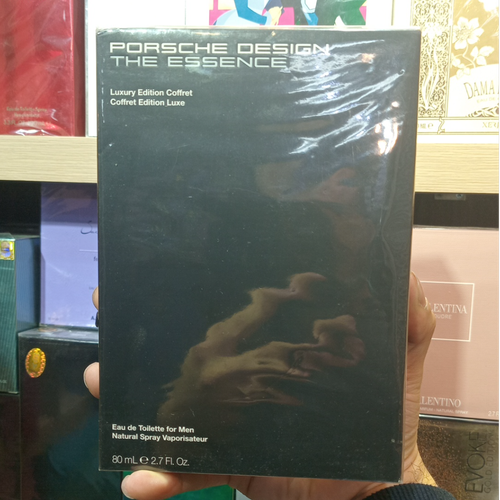 PORSCHE DESIGN
THE ESSENCE
Luxury Edition Coffret
Coffret Edition Luxe
Eau de Toilette for Men
Natural Spray Vaporisateur
80 mL e 2.7 Fl. Oz.
DAMA
VALENTINA
VALENTINO